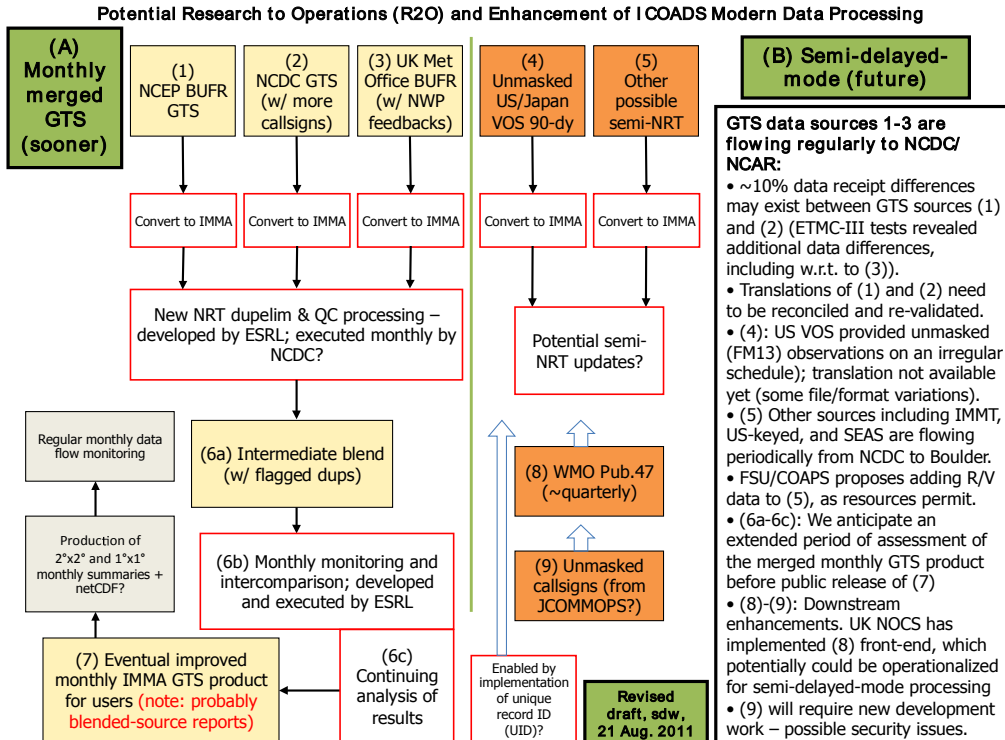 Potential Research to Operations (R2O) and Enhancement of ICOADS Modern Data Processing
(A)
Monthly
merged
GTS
(sooner)
(1)
NCEP BUFR
GTS
(2)
NCDC GTS
(w/ more
callsigns)
(3) UK Met
Office BUFR
(w/ NWP
feedbacks)
(4)
Unmasked
US/Japan
VOS 90-dy
(5)
Other
possible
semi-NRT
(B) Semi-delayed-
mode (future)
Convert to IMMA
Convert to IMMA
Convert to IMMA
Convert to IMMA
Convert to IMMA
New NRT dupelim & QC processing –
developed by ESRL; executed monthly by
NCDC?
Potential semi-
NRT updates?
Regular monthly data
flow monitoring
(6a) Intermediate blend
(w/ flagged dups)
(8) WMO Pub.47
(~quarterly)
Production of
2°x2° and 1°x1°
monthly summaries +
netCDF?
(6b) Monthly monitoring and
intercomparison; developed
and executed by ESRL
(9) Unmasked
callsigns (from
JCOMMOPS?)
(7) Eventual improved
monthly IMMA GTS product
for users (note: probably
blended-source reports)
(6c)
Continuing
analysis of
results
Enabled by
implementation
of unique
record ID
(UID)?
Revised
draft, sdw,
21 Aug. 2011
GTS data sources 1-3 are
flowing regularly to NCDC/
NCAR:
• ~10% data receipt differences
may exist between GTS sources (1)
and (2) (ETMC-III tests revealed
additional data differences,
including w.r.t. to (3)).
• Translations of (1) and (2) need
to be reconciled and re-validated.
• (4): US VOS provided unmasked
(FM13) observations on an irregular
schedule); translation not available
yet (some file/format variations).
• (5) Other sources including IMMT,
US-keyed, and SEAS are flowing
periodically from NCDC to Boulder.
• FSU/COAPS proposes adding R/V
data to (5), as resources permit.
• (6a-6c): We anticipate an
extended period of assessment of
the merged monthly GTS product
before public release of (7)
• (8)-(9): Downstream
enhancements. UK NOCS has
implemented (8) front-end, which
potentially could be operationalized
for semi-delayed-mode processing
• (9) will require new development
work – possible security issues.